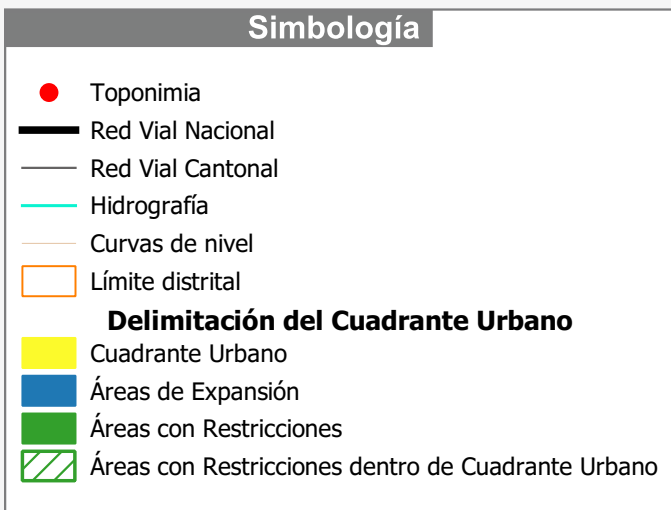 Simbología
Toponimia
Red Vial Nacional
Red Vial Cantonal
Hidrografía
Curvas de nivel
Límite distrital
Delimitación del Cuadrante Urbano
Cuadrante Urbano
Áreas de Expansión
Áreas con Restricciones
Áreas con Restricciones dentro de Cuadrante Urbano